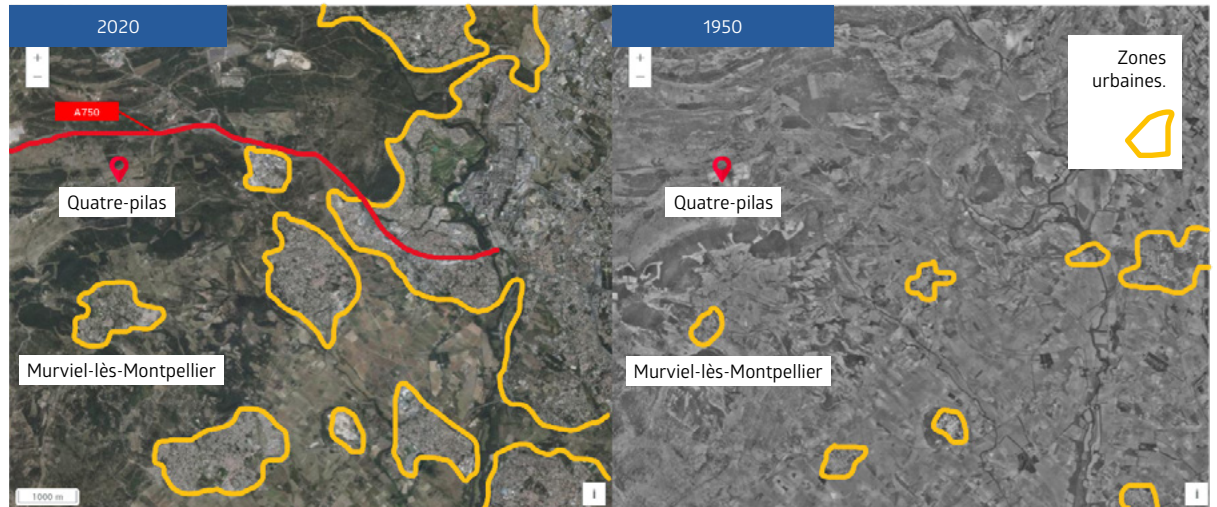 2020
1950
+
−
+
−
Zones
urbaines.
A750
Quatre-pilas
Quatre-pilas
Murviel-lès-Montpellier
Murviel-lès-Montpellier
1000 m
i
i